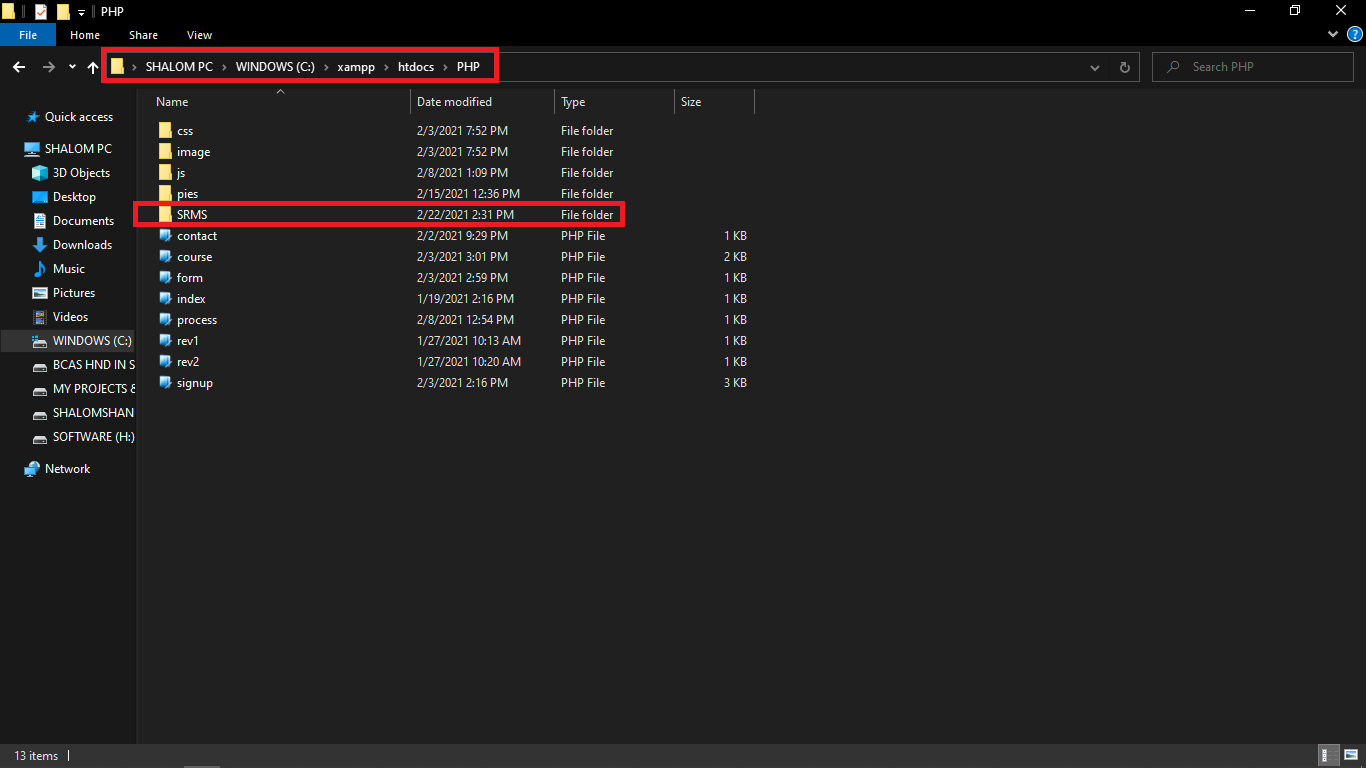 PHP
File Home Share View
SHALOM PC > WINDOWS (C:) > xampp > htdocs > PHP Search PHP
Name Date modified Type Size
Quick access
SHALOM PC
3D Objects
Desktop
Documents
Downloads
Music
Pictures
Videos
WINDOWS (C:)
BCAS HND IN S
MY PROJECTS &
SHALOMSHAN
SOFTWARE (H:)
Network
css 2/3/2021 7:52 PM File folder
image 2/3/2021 7:52 PM File folder
js 2/8/2021 1:09 PM File folder
pies 2/15/2021 12:36 PM File folder
SRMS 2/22/2021 2:31 PM File folder
contact 2/2/2021 9:29 PM PHP File 1 KB
course 2/3/2021 3:01 PM PHP File 2 KB
form 2/3/2021 2:59 PM PHP File 1 KB
index 1/19/2021 2:16 PM PHP File 1 KB
process 2/8/2021 12:54 PM PHP File 1 KB
rev1 1/27/2021 10:13 AM PHP File 1 KB
rev2 1/27/2021 10:20 AM PHP File 1 KB
signup 2/3/2021 2:16 PM PHP File 3 KB
13 items